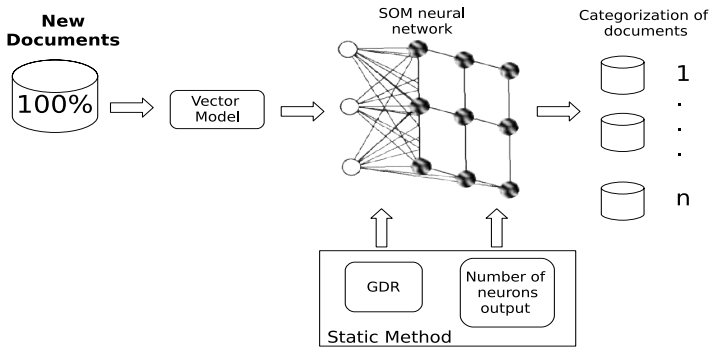 New
Documents
100%
Vector
Model
SOM neural
network
Categorization of
documents
1
.
.
.
n
GDR
Number of
neurons
output
Static Method